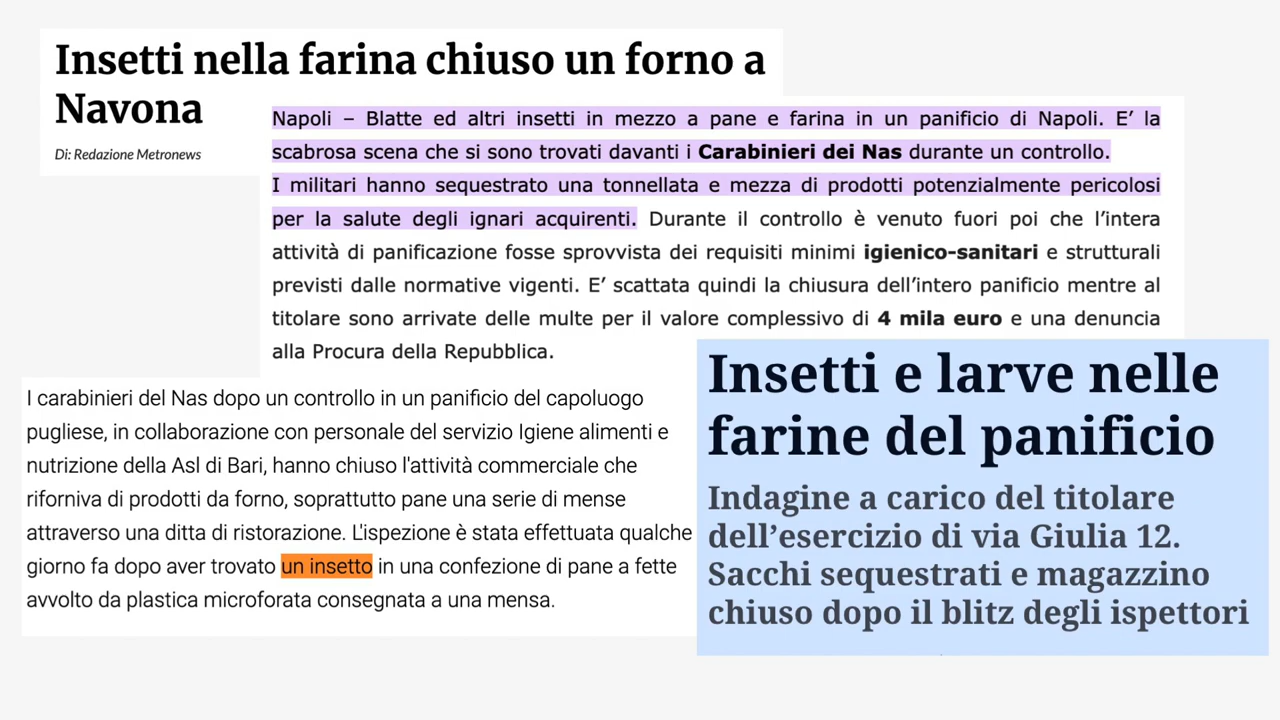 Insetti nella farina chiuso un forno a
Navona
Di: Redazione Metronews
Napoli – Blatte ed altri insetti in mezzo a pane e farina in un panificio di Napoli. E’ la
scabrosa scena che si sono trovati davanti i Carabinieri dei Nas durante un controllo.
I militari hanno sequestrato una tonnellata e mezza di prodotti potenzialmente pericolosi
per la salute degli ignari acquirenti. Durante il controllo è venuto fuori poi che l’intera
attività di panificazione fosse sprovvista dei requisiti minimi igienico-sanitari e strutturali
previsti dalle normative vigenti. E’ scattata quindi la chiusura dell’intero panificio mentre al
titolare sono arrivate delle multe per il valore complessivo di 4 mila euro e una denuncia
alla Procura della Repubblica.
I carabinieri del Nas dopo un controllo in un panificio del capoluogo
pugliese, in collaborazione con personale del servizio Igiene alimenti e
nutrizione della Asl di Bari, hanno chiuso l'attività commerciale che
riforniva di prodotti da forno, soprattutto pane una serie di mense
attraverso una ditta di ristorazione. L'ispezione è stata effettuata qualche
giorno fa dopo aver trovato un insetto in una confezione di pane a fette
avvolto da plastica microforata consegnata a una mensa.
Insetti e larve nelle
farine del panificio
Indagine a carico del titolare
dell’esercizio di via Giulia 12.
Sacchi sequestrati e magazzino
chiuso dopo il blitz degli ispettori